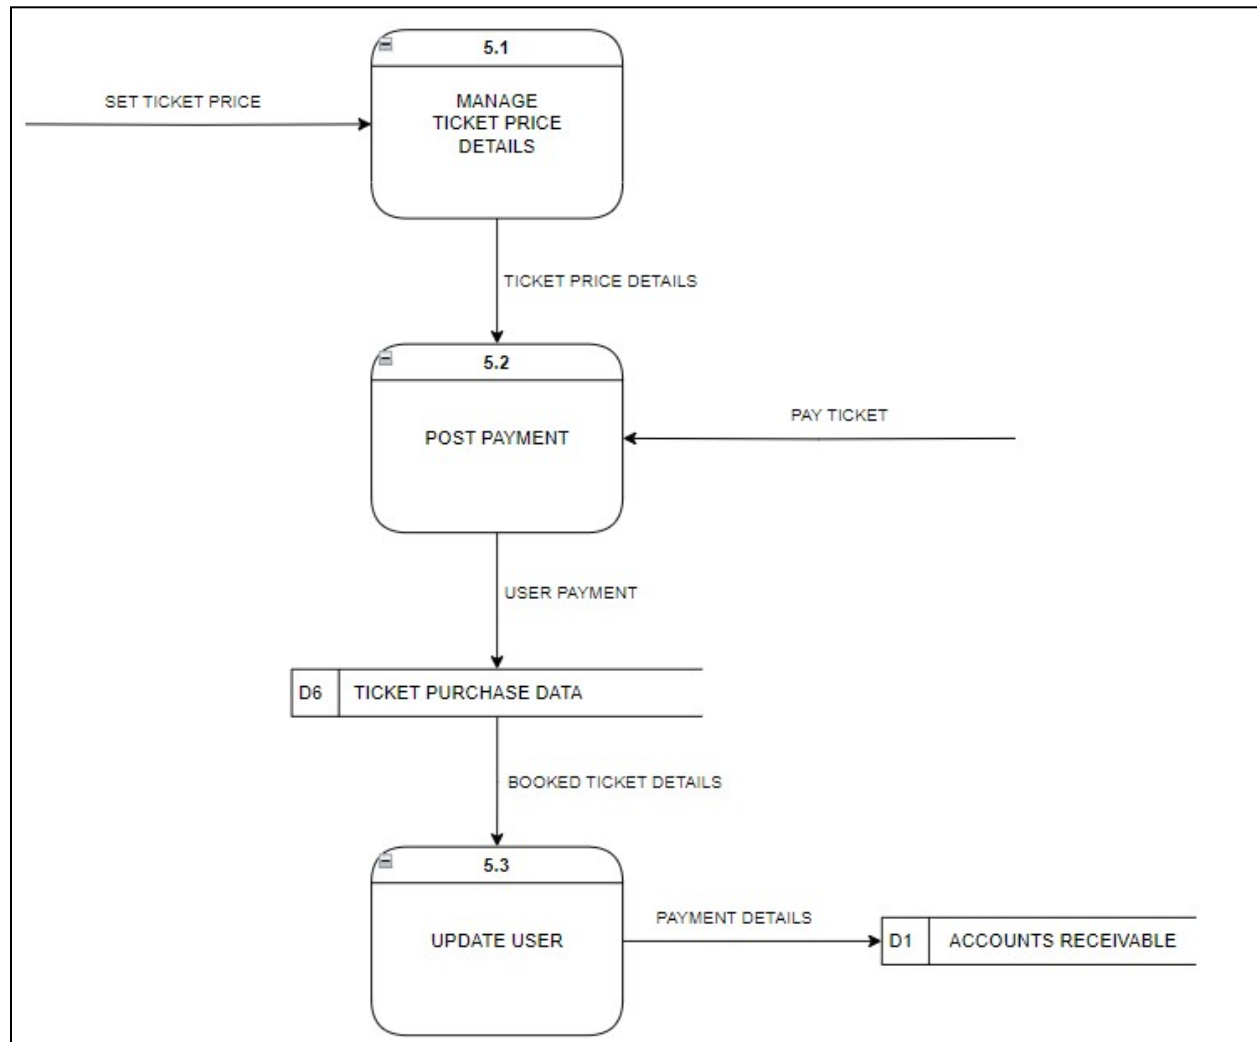 5.1
SET TICKET PRICE
MANAGE
TICKET PRICE
DETAILS
TICKET PRICE DETAILS
5.2
PAY TICKET
POST PAYMENT
USER PAYMENT
D6 TICKET PURCHASE DATA
BOOKED TICKET DETAILS
5.3
PAYMENT DETAILS
UPDATE USER
D1 ACCOUNTS RECEIVABLE